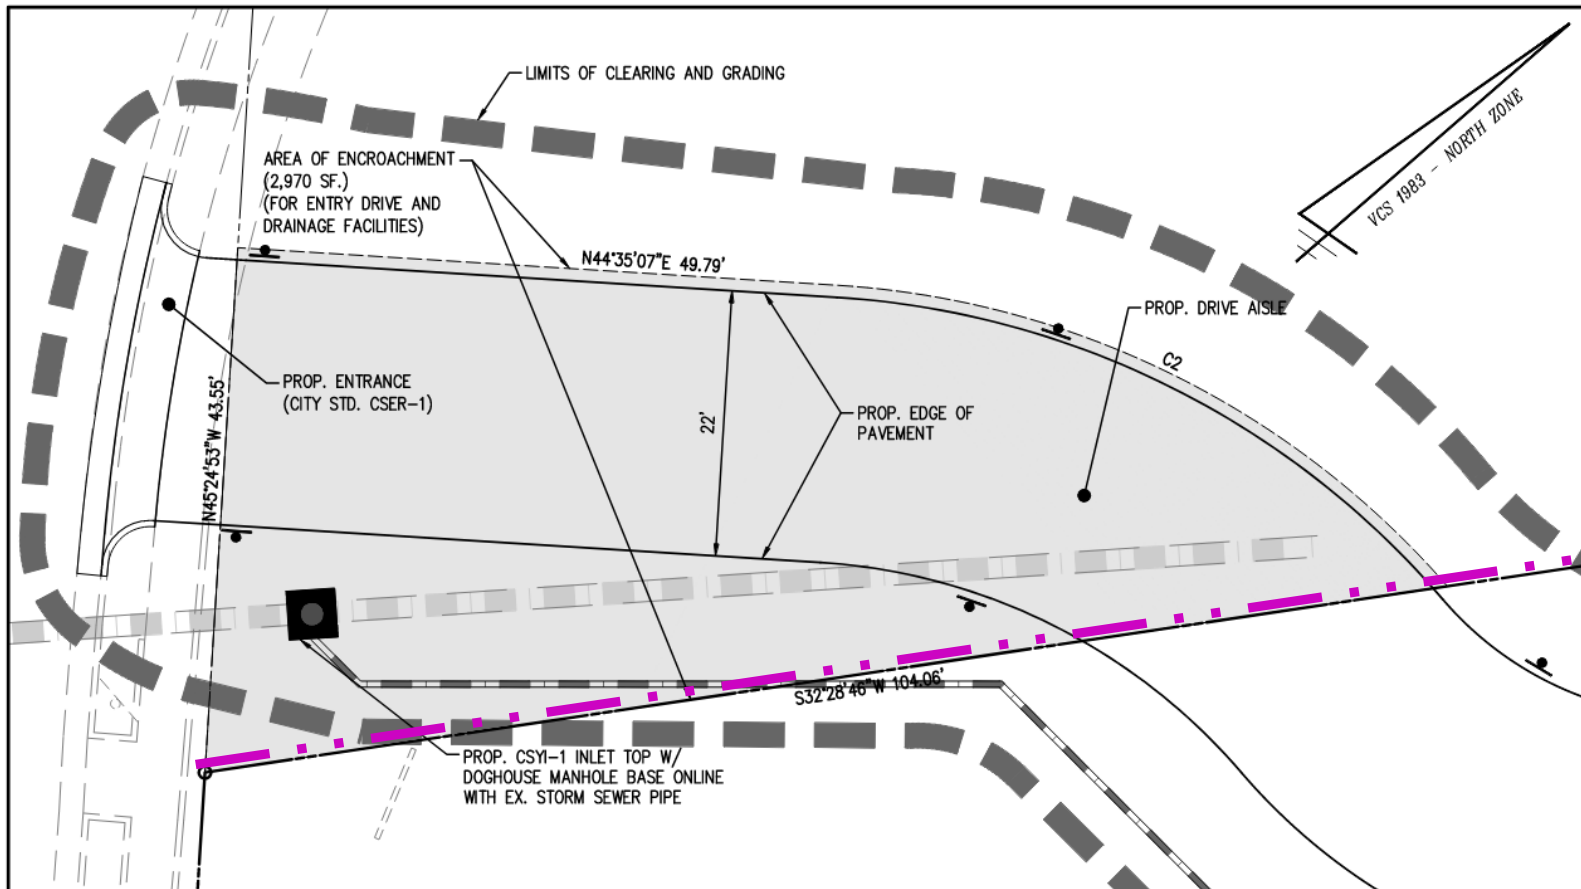 LIMITS OF CLEARING AND GRADING
VCS 1983 - NORTH ZONE
AREA OF ENCROACHMENT
(2,970 SF.)
(FOR ENTRY DRIVE AND
DRAINAGE FACILITIES)
N44°35'07"E 49.79'
PROP. DRIVE AISLE
C2
PROP. ENTRANCE
(CITY STD. CSER-1)
N45°24'53"W 43.55'
22'
PROP. EDGE OF
PAVEMENT
S32°28'46"W 104.06'
PROP. CSYI-1 INLET TOP W/
DOGHOUSE MANHOLE BASE ONLINE
WITH EX. STORM SEWER PIPE